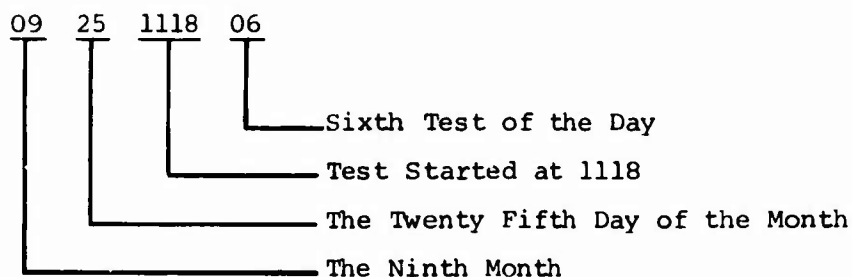 09 25 1118 06
Sixth Test of the Day
Test Started at 1118
The Twenty Fifth Day of the Month
The Ninth Month